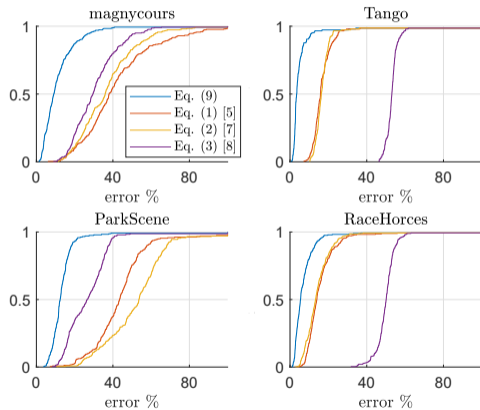 magnycours
Tango
1
0.5
0
0
40
80
error %
Eq. (9)
Eq. (1) [5]
Eq. (2) [7]
Eq. (3) [8]
1
0.5
0
0
40
80
error %
ParkScene
RaceHorces
1
0.5
0
0
40
80
error %
1
0.5
0
0
40
80
error %